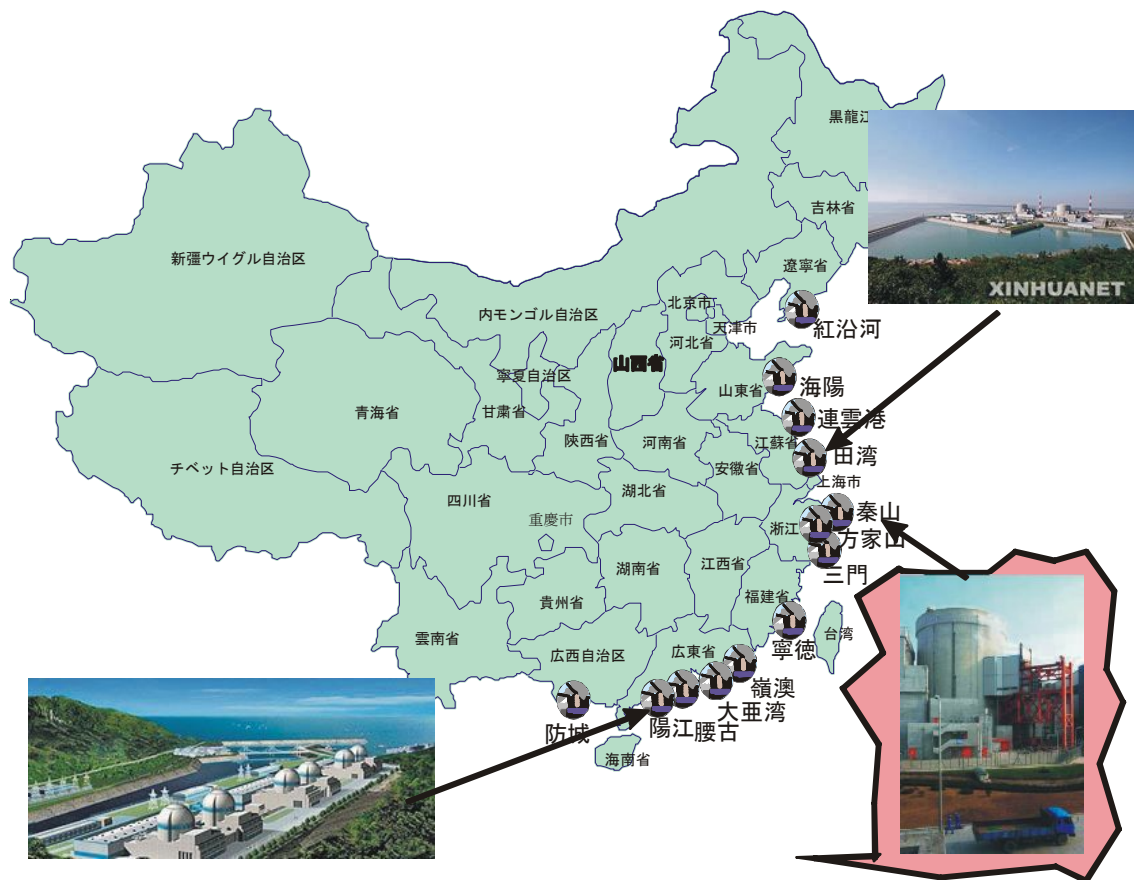 黒龍江
吉林省
XINHUANET
遼寧省
新疆ウイグル自治区
北京市
内モンゴル自治区
天津市
紅沿河
河北省
山西省
寧夏自治区
山東省
海陽
青海省
甘粛省
連雲港
陝西省
河南省
江蘇省
田湾
チベット自治区
安徽省
上海市
四川省
湖北省
秦山
重慶市
淅江
方家山
江西省
湖南省
三門
貴州省
福建省
雲南省
台湾
寧徳
広西自治区
広東省
嶺澳
大亜湾
防城
陽江
腰古
海南省